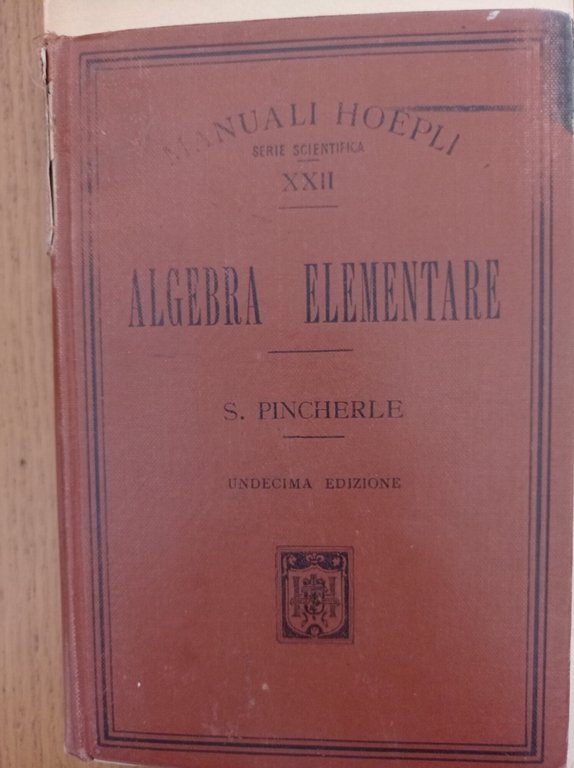 MANUALI HOEPLI
SERIE SCIENTIFICA
XXII
ALGEBRA ELEMENTARE
S. PINCHERLE
UNDECIMA EDIZIONE